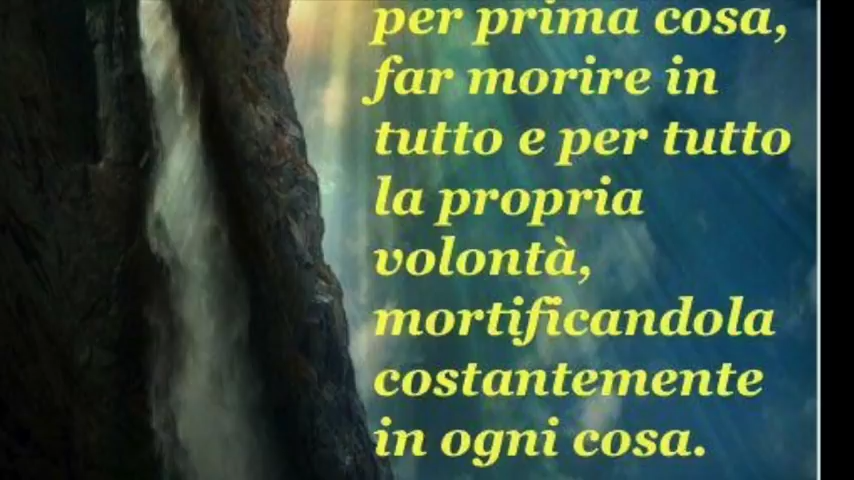 per prima cosa,
far morire in
tutto e per tutto
la propria
volontà,
mortificandola
costantemente
in ogni cosa.